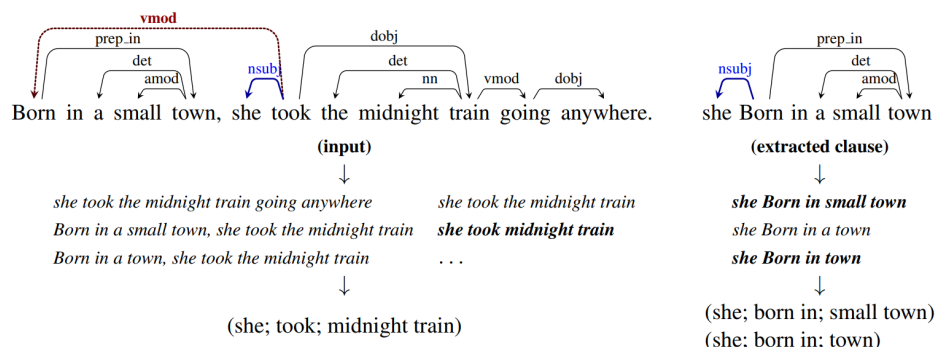 vmod
prep_in
dobj
prep_in
det
nsubj
det
nsubj
det
amod
nn
vmod
dobj
amod
Born in a small town, she took the midnight train going anywhere.
she Born in a small town
(input)
(extracted clause)
↓
↓
she took the midnight train going anywhere
she took the midnight train
she Born in small town
Born in a small town, she took the midnight train
she took midnight train
she Born in a town
Born in a town, she took the midnight train
. . .
she Born in town
↓
↓
(she; took; midnight train)
(she; born in; small town)
(she; born in; town)